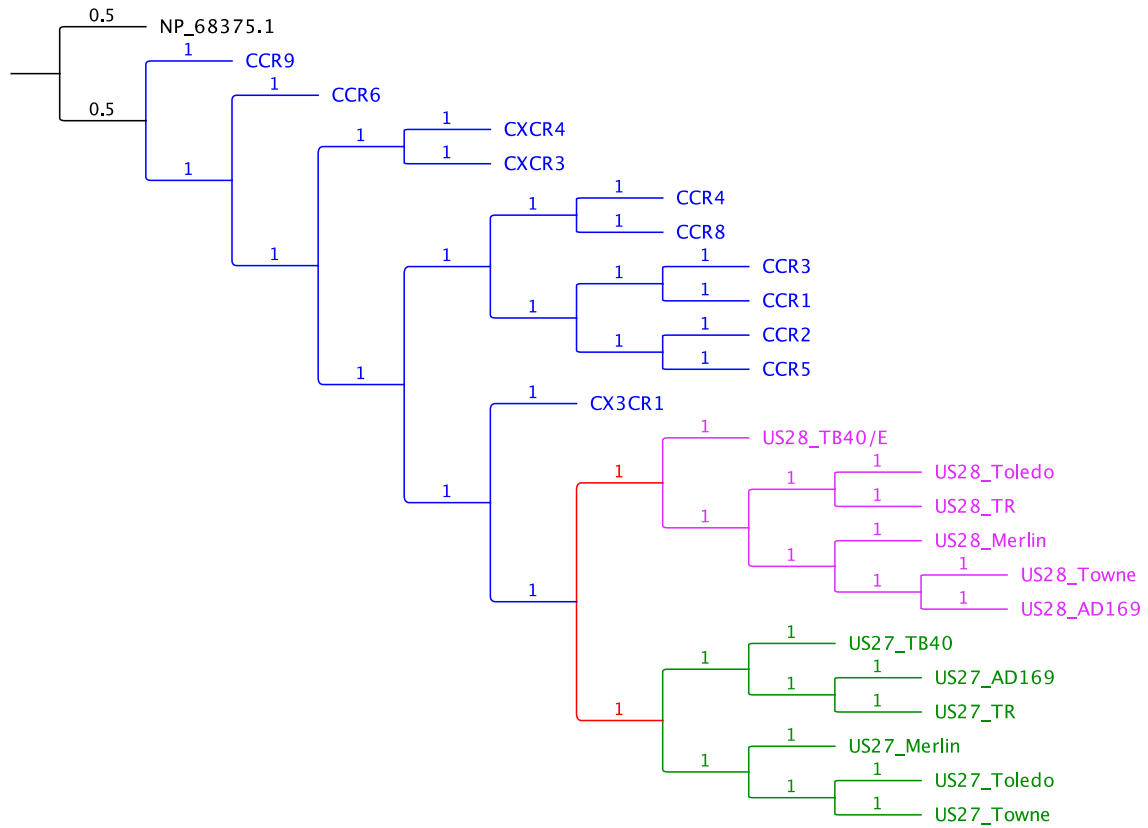 0.5
NP_68375.1
1
CCR9
1
CCR6
0.5
1
CXCR4
1
1
CXCR3
1
1
CCR4
1
1
CCR8
1
1
1
CCR3
1
1
CCR1
1
1
CCR2
1
1
CCR5
1
1
CX3CR1
1
US28_TB40/E
1
US28_Toledo
1
1
1
US28_TR
1
1
1
US28_Merlin
1
1
US28_Towne
1
1
US28_AD169
1
1
US27_TB40
1
1
US27_AD169
1
1
US27_TR
1
1
US27_Merlin
1
1
US27_Toledo
1
1
US27_Towne